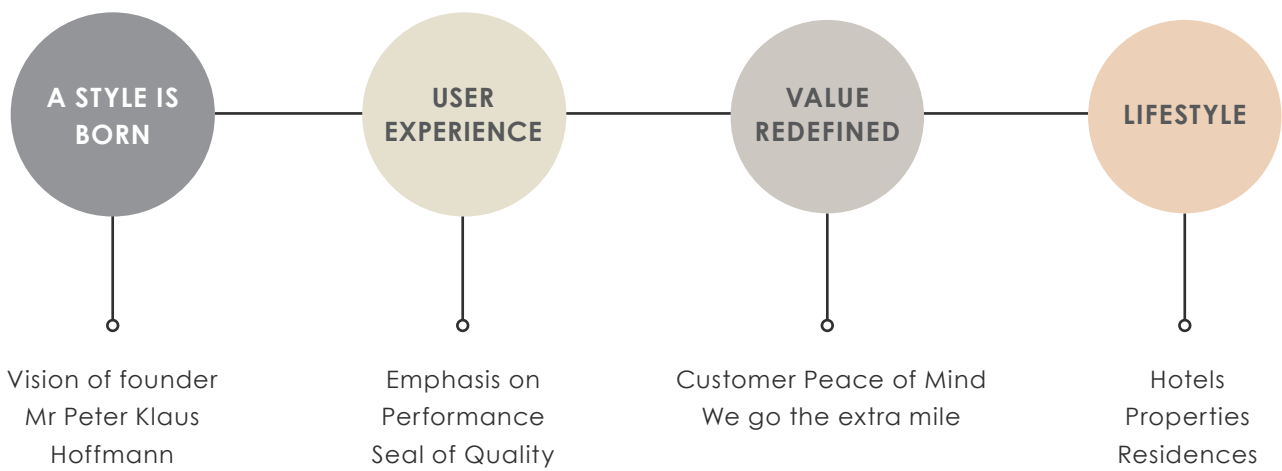 A STYLE IS
BORN
USER
EXPERIENCE
VALUE
REDEFINED
LIFESTYLE
Vision of founder
Mr Peter Klaus
Hoffmann
Emphasis on
Performance
Seal of Quality
Customer Peace of Mind
We go the extra mile
Hotels
Properties
Residences